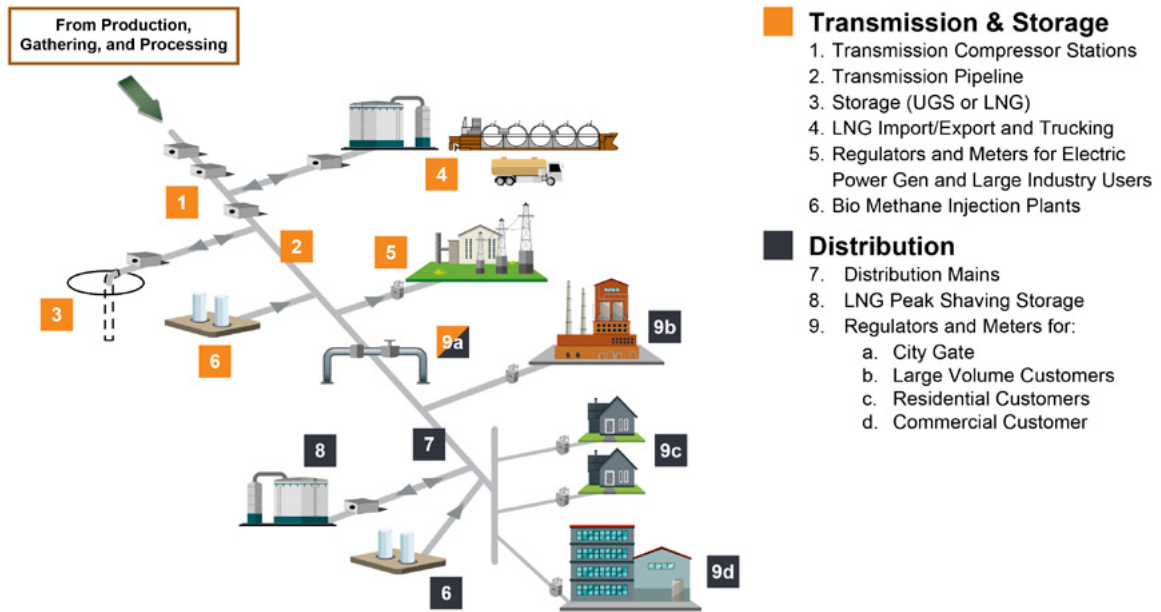 From Production,
Gathering, and Processing
1
2
3
4
5
6
9a
9b
7
8
9c
6
9d
Transmission & Storage
1. Transmission Compressor Stations
2. Transmission Pipeline
3. Storage (UGS or LNG)
4. LNG Import/Export and Trucking
5. Regulators and Meters for Electric
Power Gen and Large Industry Users
6. Bio Methane Injection Plants
Distribution
7. Distribution Mains
8. LNG Peak Shaving Storage
9. Regulators and Meters for:
a. City Gate
b. Large Volume Customers
c. Residential Customers
d. Commercial Customer